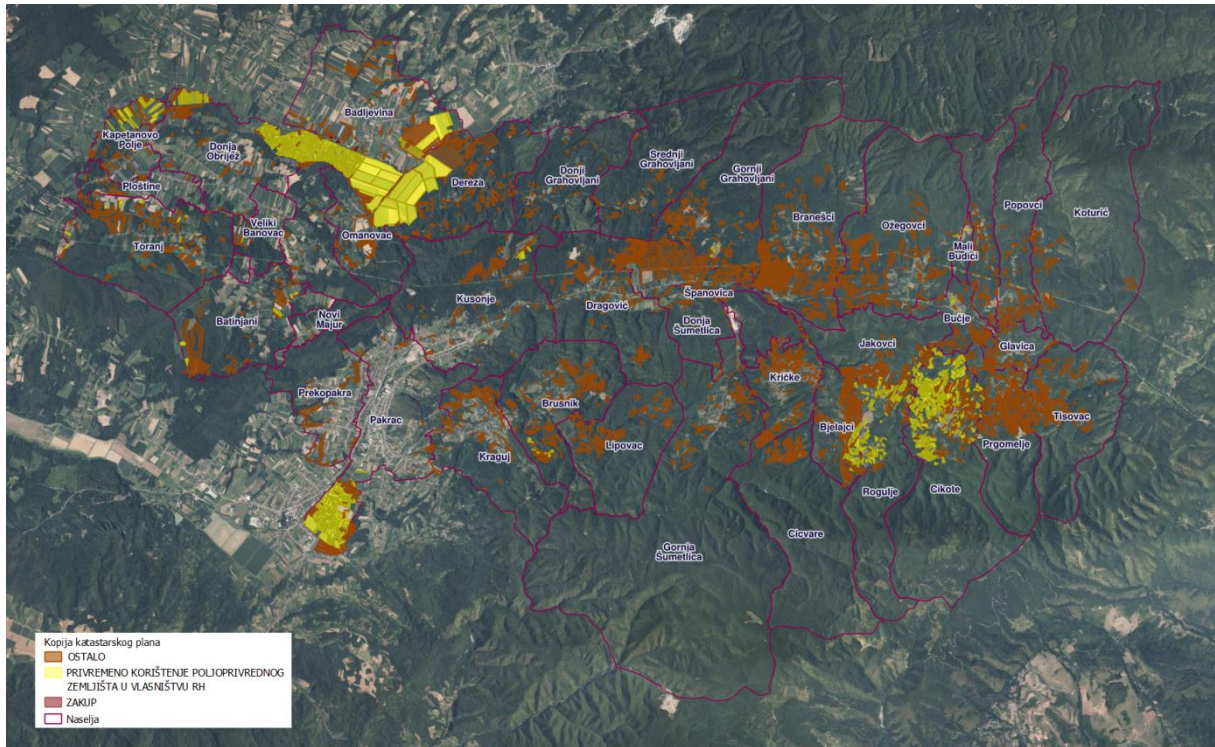 Badljevina
Kapetanovo
Polje
Donja
Obrijež
Srednji
Grahovljani
Donji
Grahovljani
Gornji
Grahovljani
Dereza
Ploštine
Popovci
Koturić
Branešci
Ožegovci
Veliki
Banovac
Omanovac
Toranj
Mali
Budići
Kusonje
Španovica
Dragović
Batinjani
Novi
Majur
Donja
Šumetlica
Bučje
Jakovci
Glavica
Kričke
Prekopakra
Brusnik
Pakrac
Tisovac
Bjelajci
Lipovac
Prgomelje
Kraguj
Rogulje
Cikote
Cicvare
Gornja
Šumetlica
Kopija katastarskog plana
OSTALO
PRIVREMENO KORIŠTENJE POLJOPRIVREDNOG
ZEMLJIŠTA U VLASNIŠTVU RH
ZAKUP
Naselja